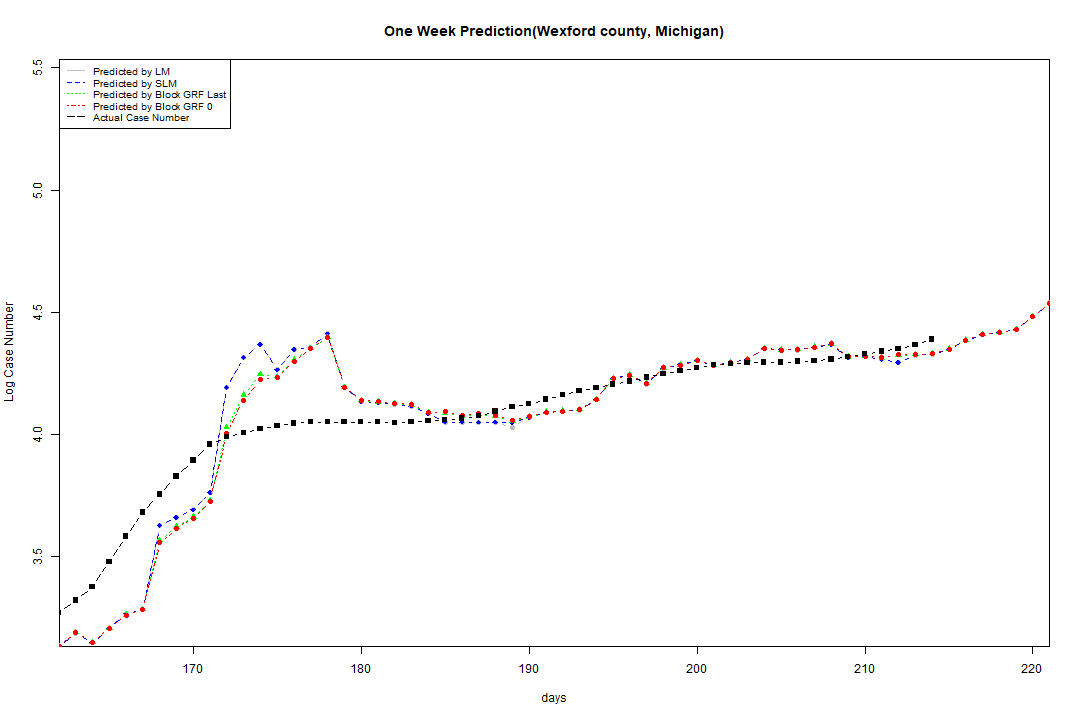 One Week Prediction(Wexford county, Michigan)
Predicted by LM
Predicted by SLM
Predicted by Block GRF Last
Predicted by Block GRF 0
Actual Case Number
5.5
5.0
4.5
4.0
3.5
Log Case Number
170 180 190 200 210 220
days